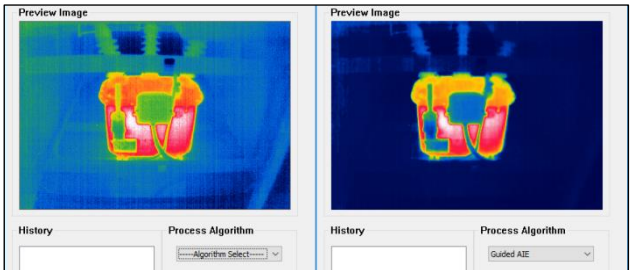 Preview Image
Preview Image
History
Process Algorithm
-----Algorithm Select-----
History
Process Algorithm
Guided AIE